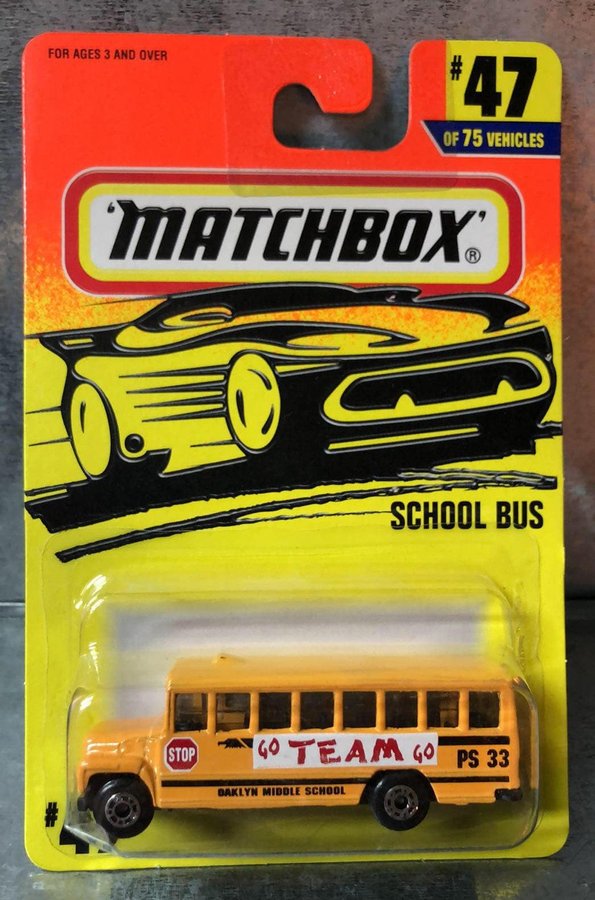 FOR AGES 3 AND OVER
#47
OF 75 VEHICLES
'MATCHBOX'®
SCHOOL BUS
STOP
GO TEAM GO
PS 33
OAKLYN MIDDLE SCHOOL
#47